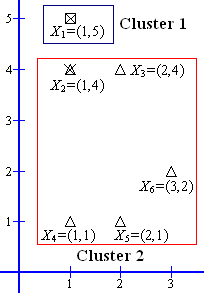 5
Cluster 1
X1=(1,5)
4
X3=(2,4)
X2=(1,4)
3
2
X6=(3,2)
1
X4=(1,1) X5=(2,1)
Cluster 2
1 2 3